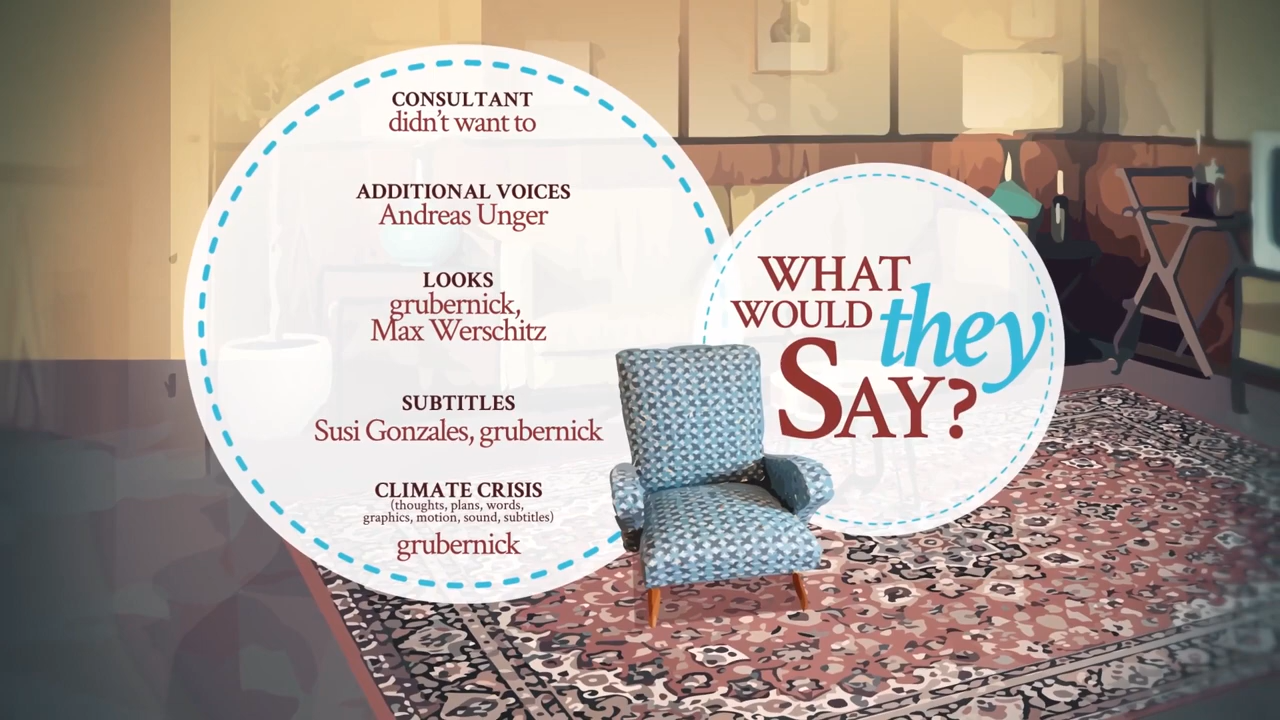 CONSULTANT
didn't want to
ADDITIONAL VOICES
Andreas Unger
LOOKS
grubernick,
Max Werschitz
SUBTITLES
Susi Gonzales, grubernick
CLIMATE CRISIS
(thoughts, plans, words,
graphics, motion, sound, subtitles)
grubernick
WHAT
WOULD they
SAY?